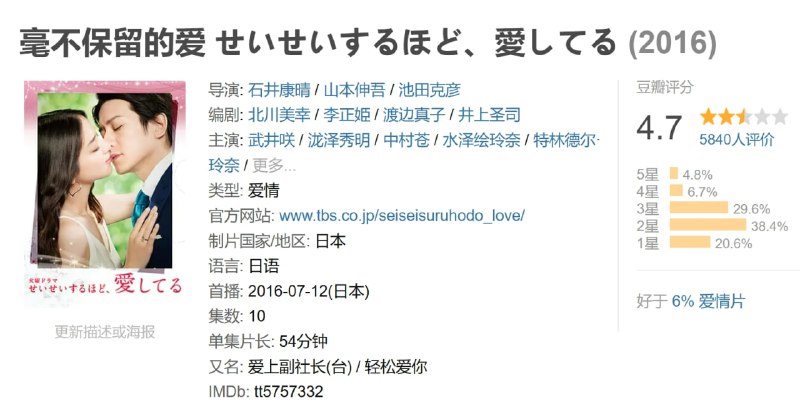 毫不保留的爱 せいせいするほど、愛してる (2016)
火曜ドラマ
せいせいするほど、愛してる
更新描述或海报
导演: 石井康晴 / 山本伸吾 / 池田克彦
编剧: 北川美幸 / 李正姫 / 渡边真子 / 井上圣司
主演: 武井咲 / 泷泽秀明 / 中村苍 / 水泽绘玲奈 / 特林德尔·
玲奈 / 更多...
类型: 爱情
官方网站: www.tbs.co.jp/seiseisuruhodo_love/
制片国家/地区: 日本
语言: 日语
首播: 2016-07-12(日本)
集数: 10
单集片长: 54分钟
又名: 爱上副社长(台) / 轻松爱你
IMDb: tt5757332
豆瓣评分
4.7
5840人评价
5星 4.8%
4星 6.7%
3星 29.6%
2星 38.4%
1星 20.6%
好于 6% 爱情片